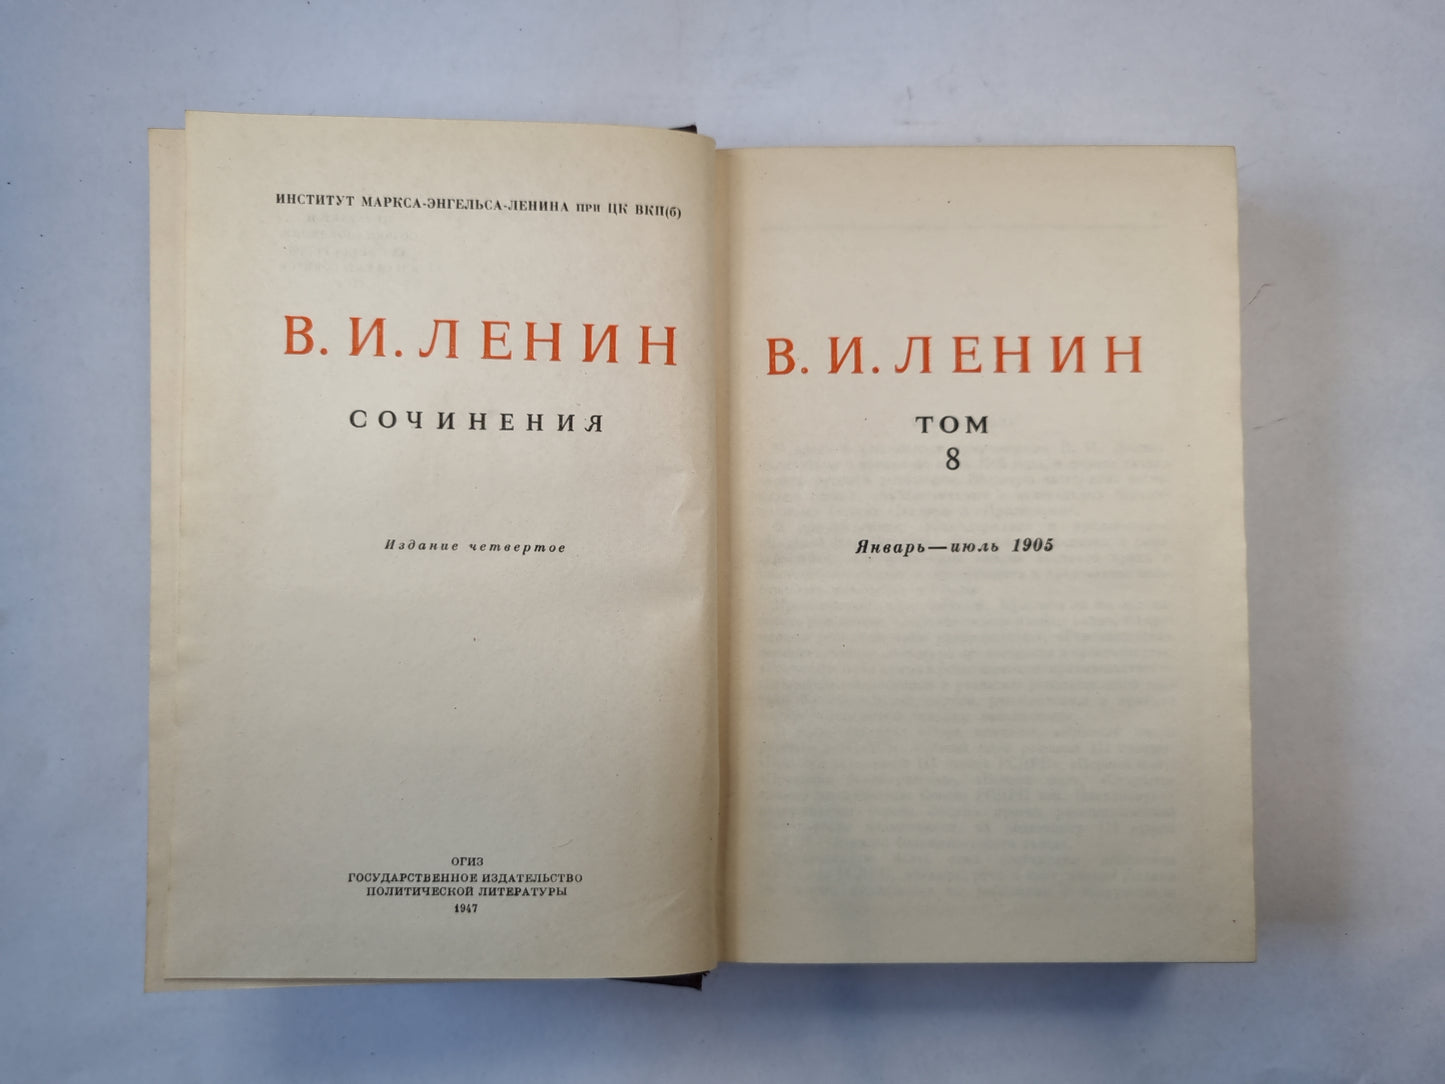 ИНСТИТУТ МАРКСА-ЭНГЕЛЬСА-ЛЕНИНА ПРИ ЦК ВКП(б)
В. И. ЛЕНИН
СОЧИНЕНИЯ
Издание четвертое
ОГИЗ
ГОСУДАРСТВЕННОЕ ИЗДАТЕЛЬСТВО
ПОЛИТИЧЕСКОЙ ЛИТЕРАТУРЫ
1947
В. И. ЛЕНИН
ТОМ
8
Январь—июль 1905